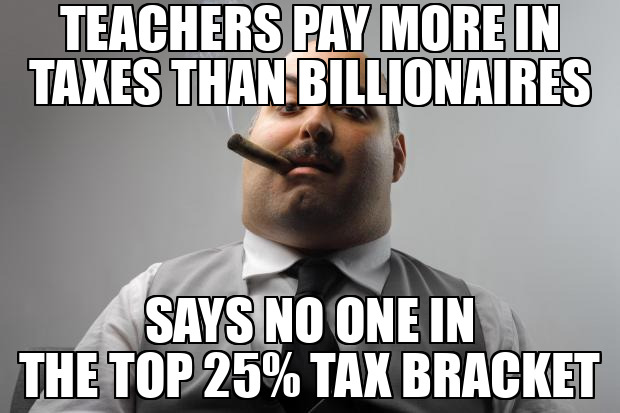 TEACHERS PAY MORE IN
TAXES THAN BILLIONAIRES
SAYS NO ONE IN
THE TOP 25% TAX BRACKET